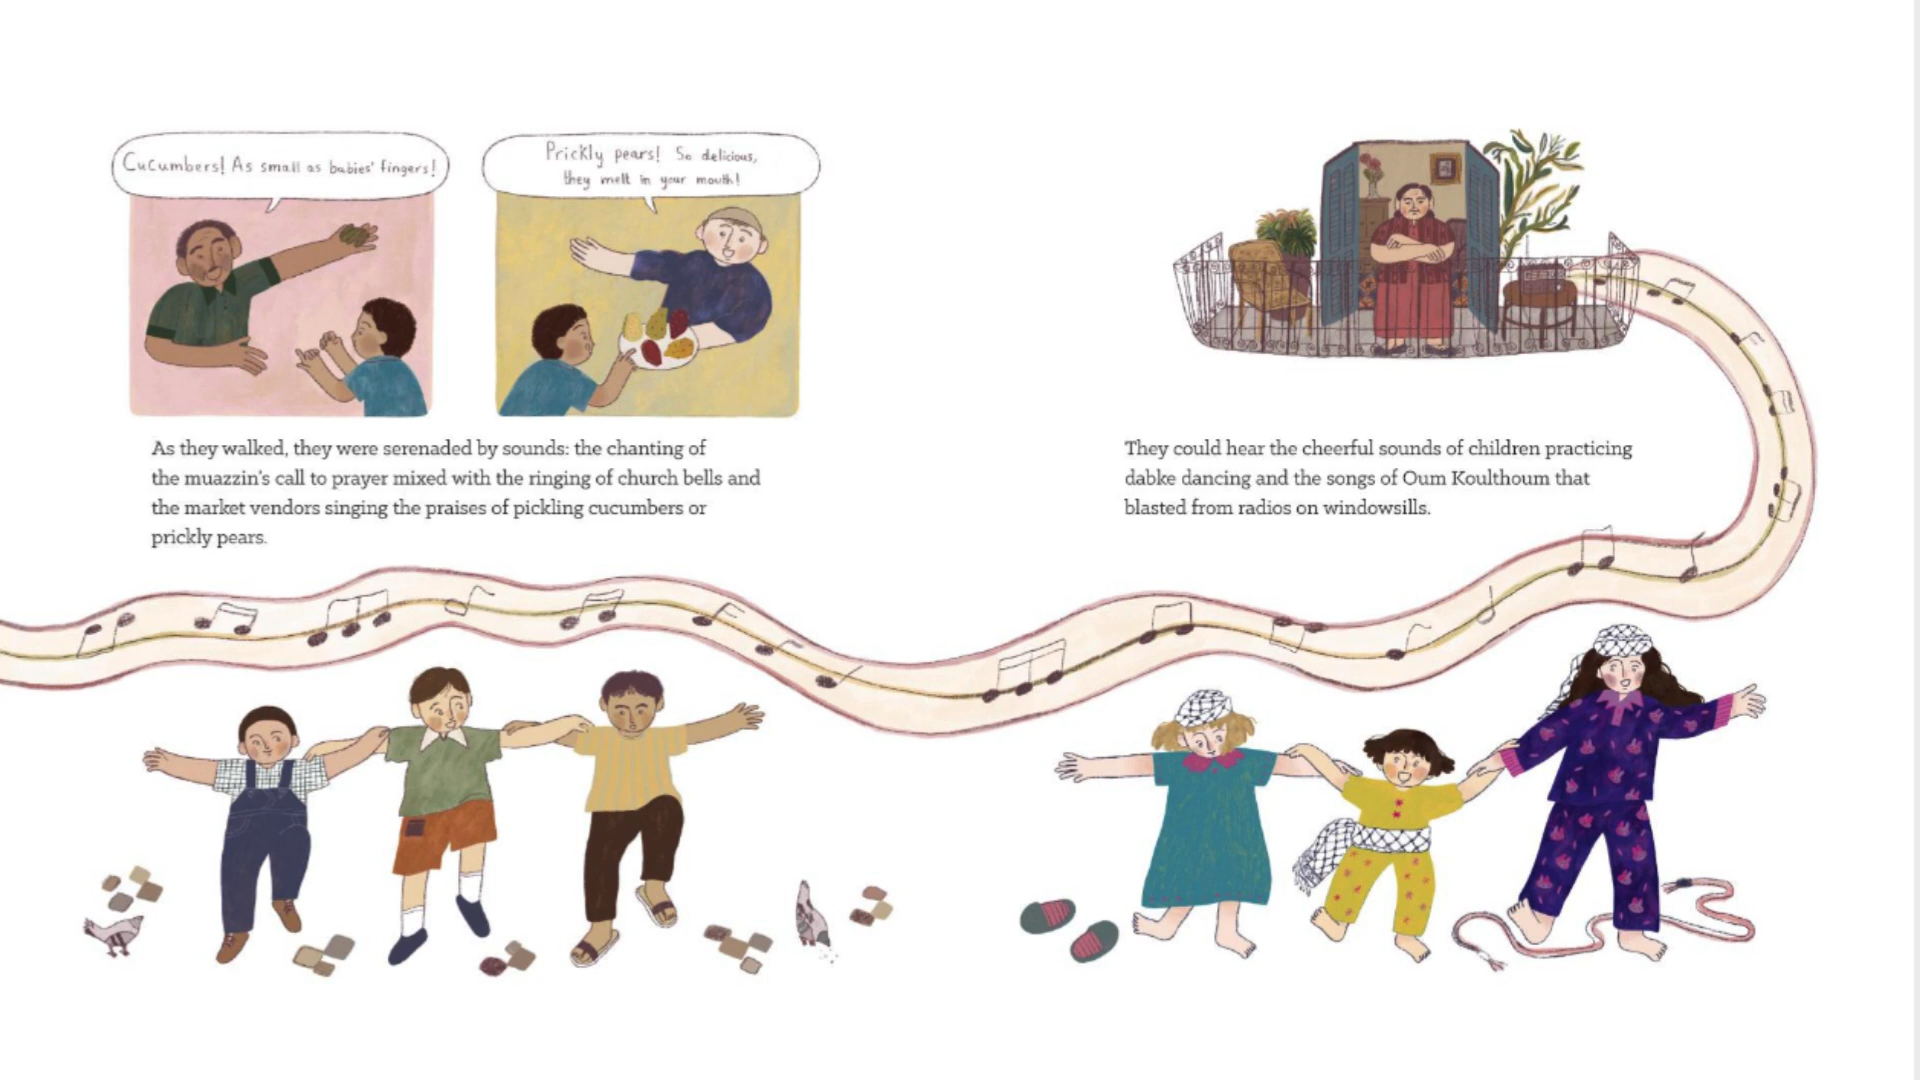 Cucumbers! As small as babies' fingers!
Prickly pears! So delicious,
they melt in your mouth!
As they walked, they were serenaded by sounds: the chanting of
the muazzin's call to prayer mixed with the ringing of church bells and
the market vendors singing the praises of pickling cucumbers or
prickly pears.
They could hear the cheerful sounds of children practicing
dabke dancing and the songs of Oum Koulthoum that
blasted from radios on windowsills.